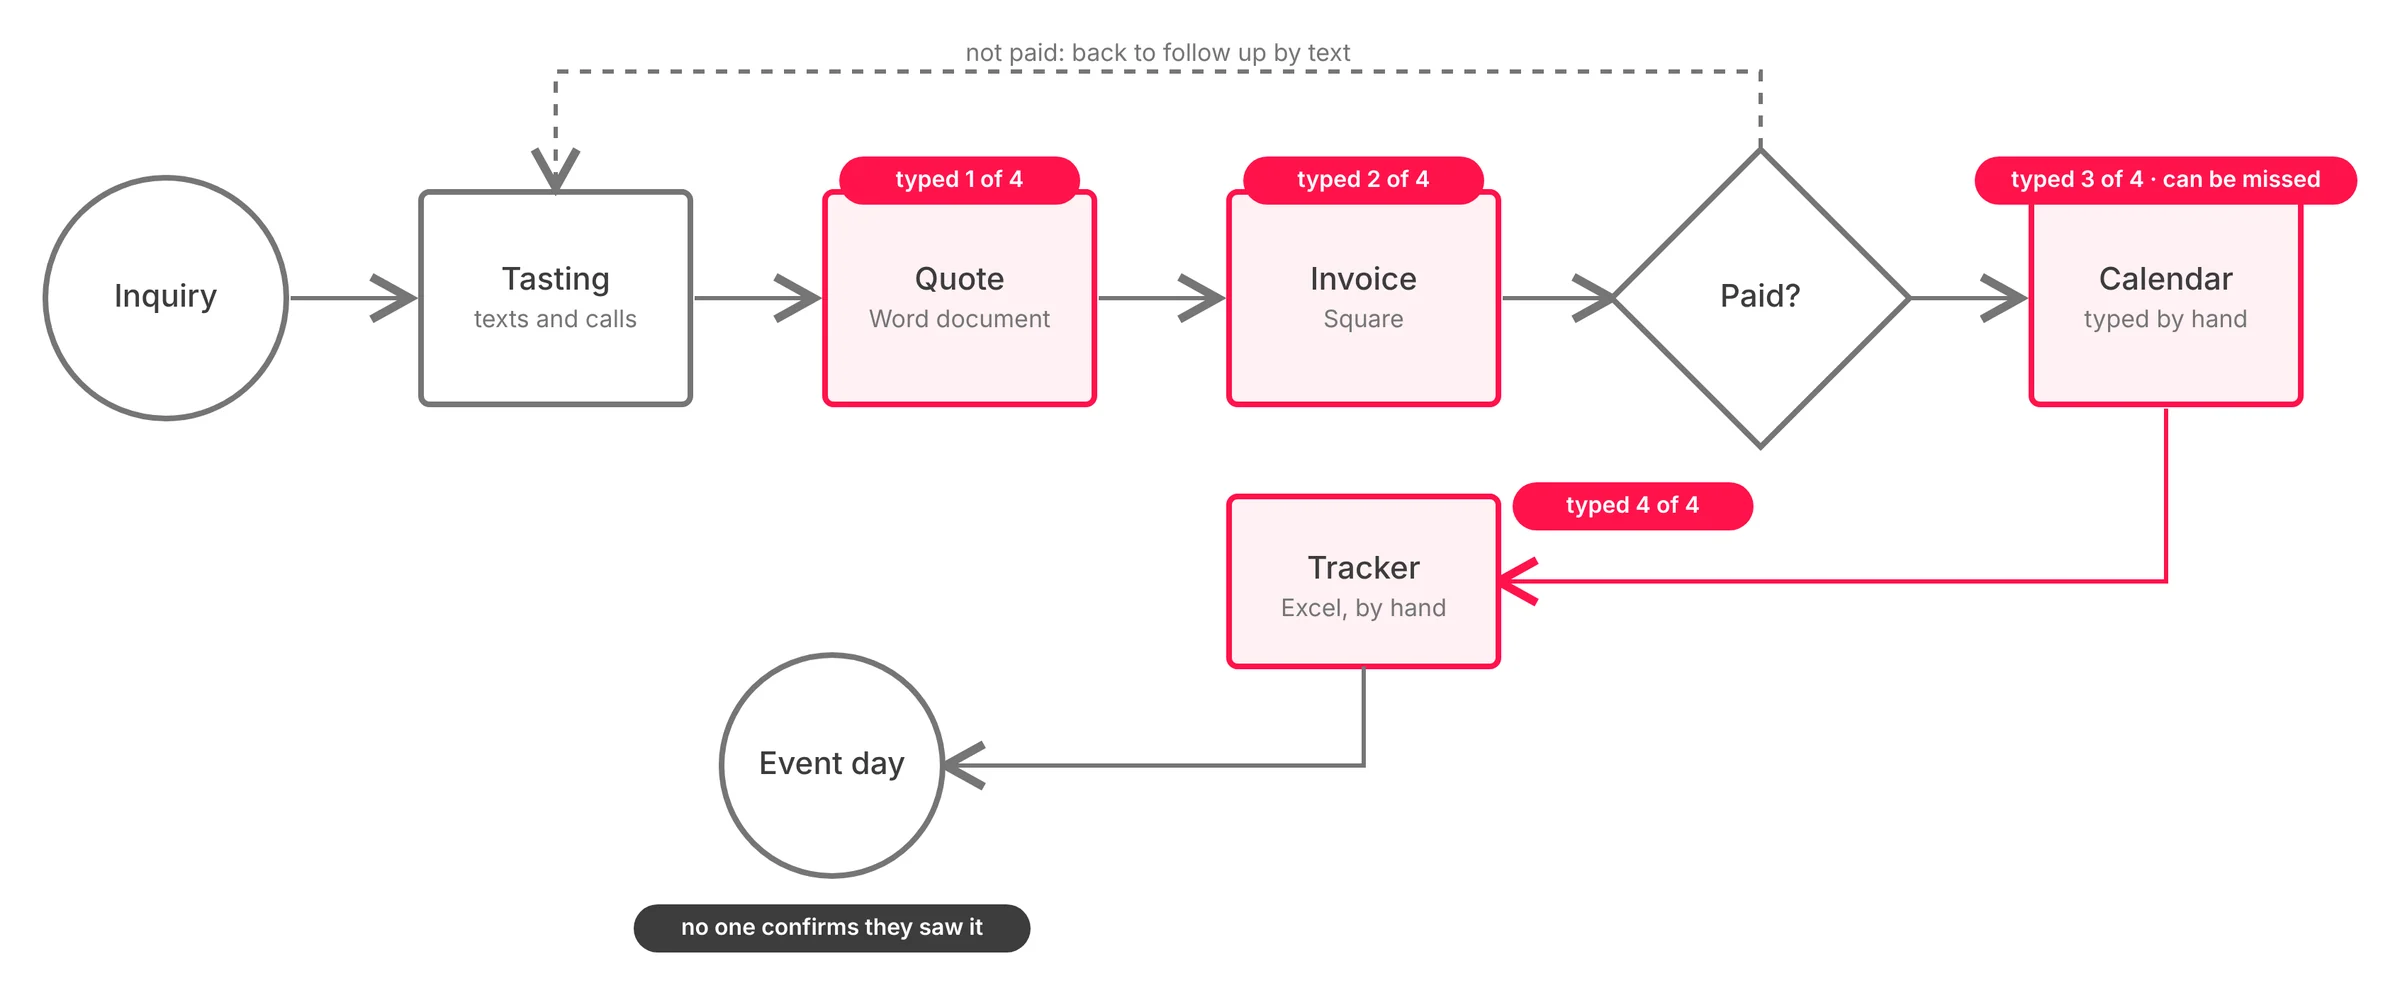 not paid: back to follow up by text
typed 1 of 4
typed 2 of 4
typed 3 of 4 · can be missed
Inquiry
Tasting
texts and calls
Quote
Word document
Invoice
Square
Paid?
Calendar
typed by hand
typed 4 of 4
Tracker
Excel, by hand
Event day
no one confirms they saw it